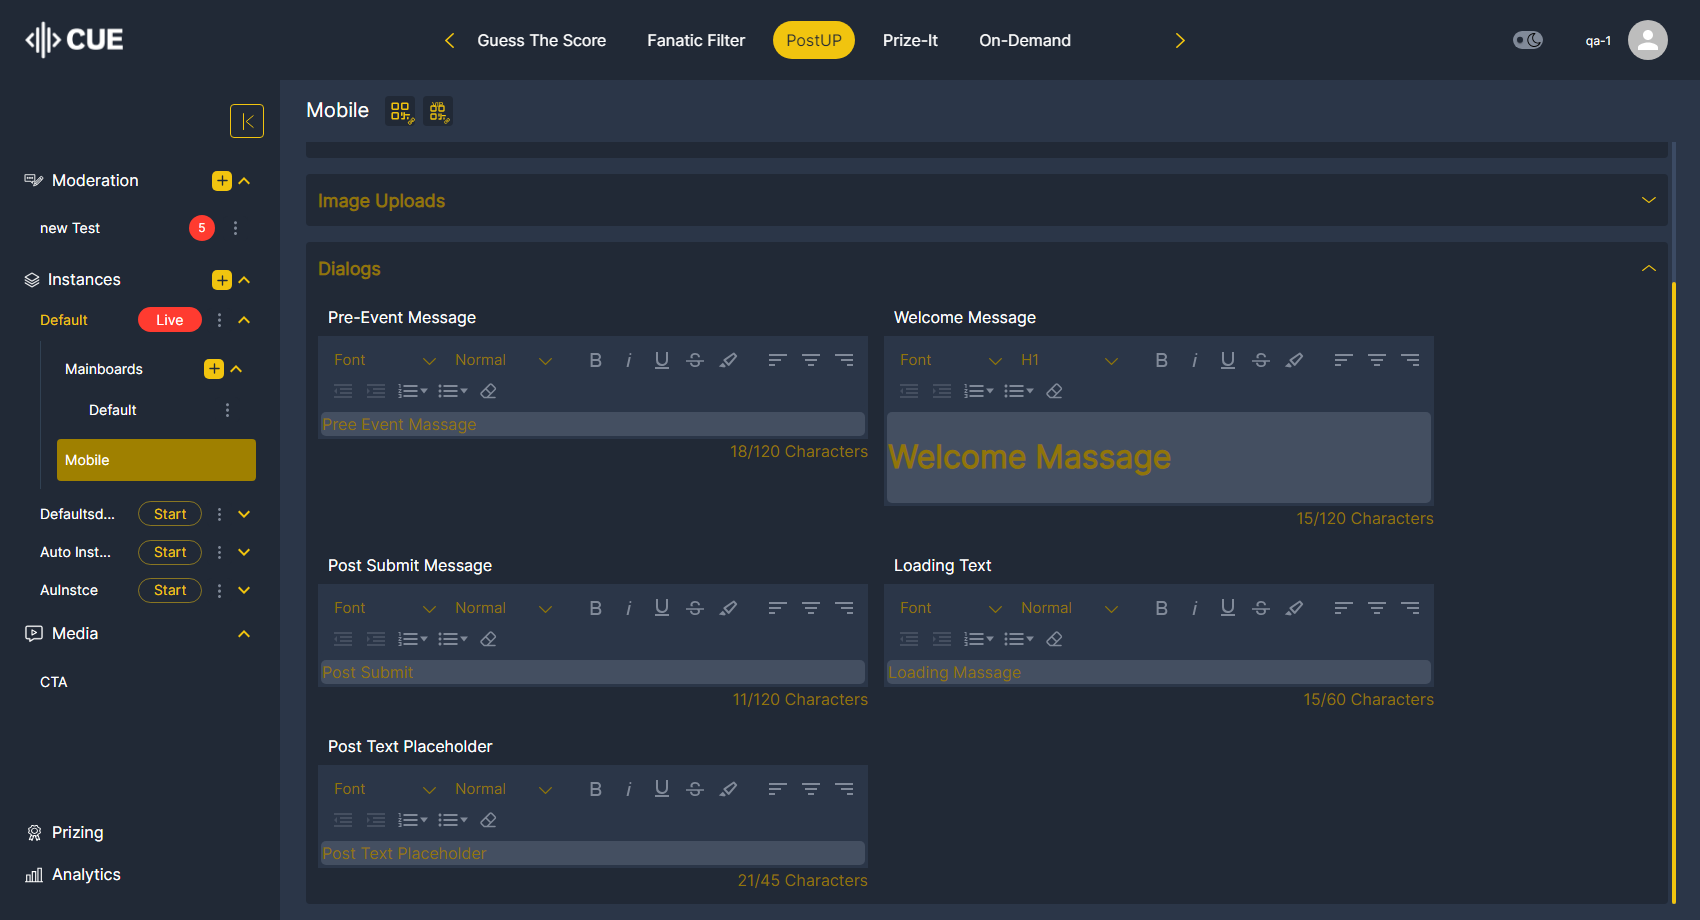 CUE
Guess The Score
Fanatic Filter
PostUP
Prize-It
On-Demand
qa-1
Moderation
new Test
5
Instances
Default
Live
Mainboards
Default
Mobile
Defaultsd...
Start
Auto Inst...
Start
AuInstce
Start
Media
CTA
Prizing
Analytics
Mobile
VIP
Image Uploads
Dialogs
Pre-Event Message
Font
Normal
Pree Event Massage
18/120 Characters
Welcome Message
Font
H1
Welcome Massage
15/120 Characters
Post Submit Message
Font
Normal
Post Submit
11/120 Characters
Loading Text
Font
Normal
Loading Massage
15/60 Characters
Post Text Placeholder
Font
Normal
Post Text Placeholder
21/45 Characters